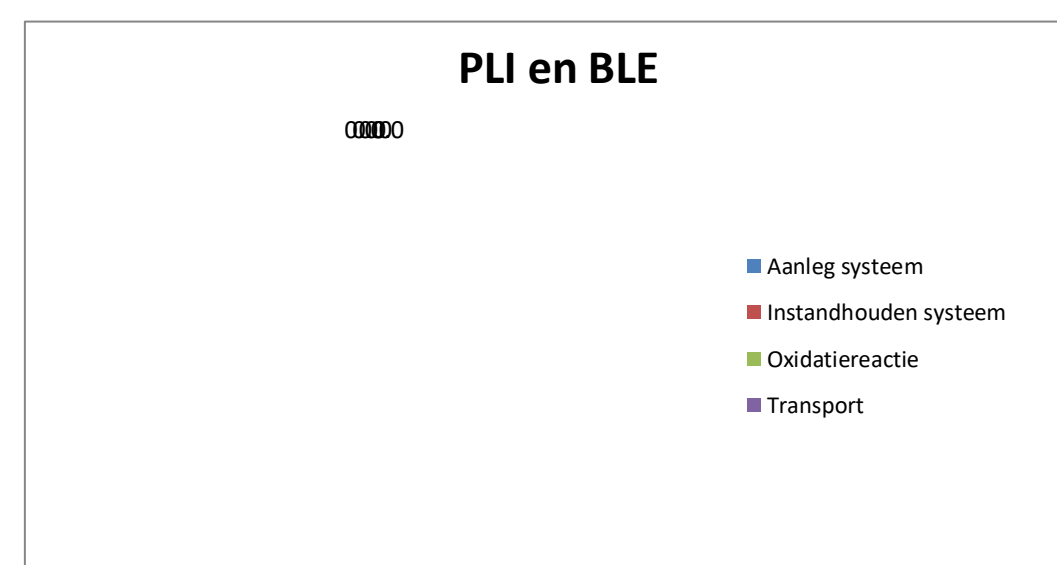 PLI en BLE
Aanleg systeem
Instandhouden systeem
Oxidatiereactie
Transport